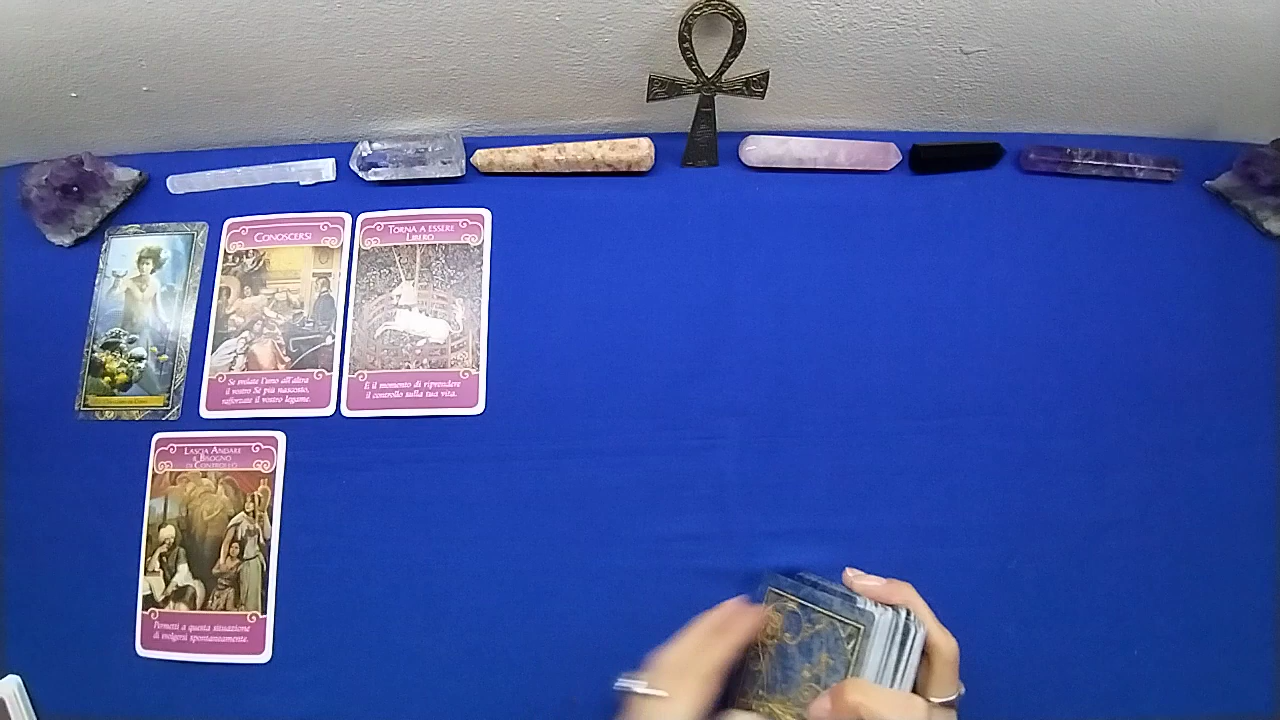 CONOSCERSI
Se svelate l'uno all'altra
il vostro Sé più nascosto,
rafforzate il vostro legame.
TORNA A ESSERE
LIBERO
È il momento di riprendere
il controllo sulla tua vita.
LASCIA ANDARE
IL BISOGNO
DI CONTROLLO
Permetti a questa situazione
di svolgersi spontaneamente.